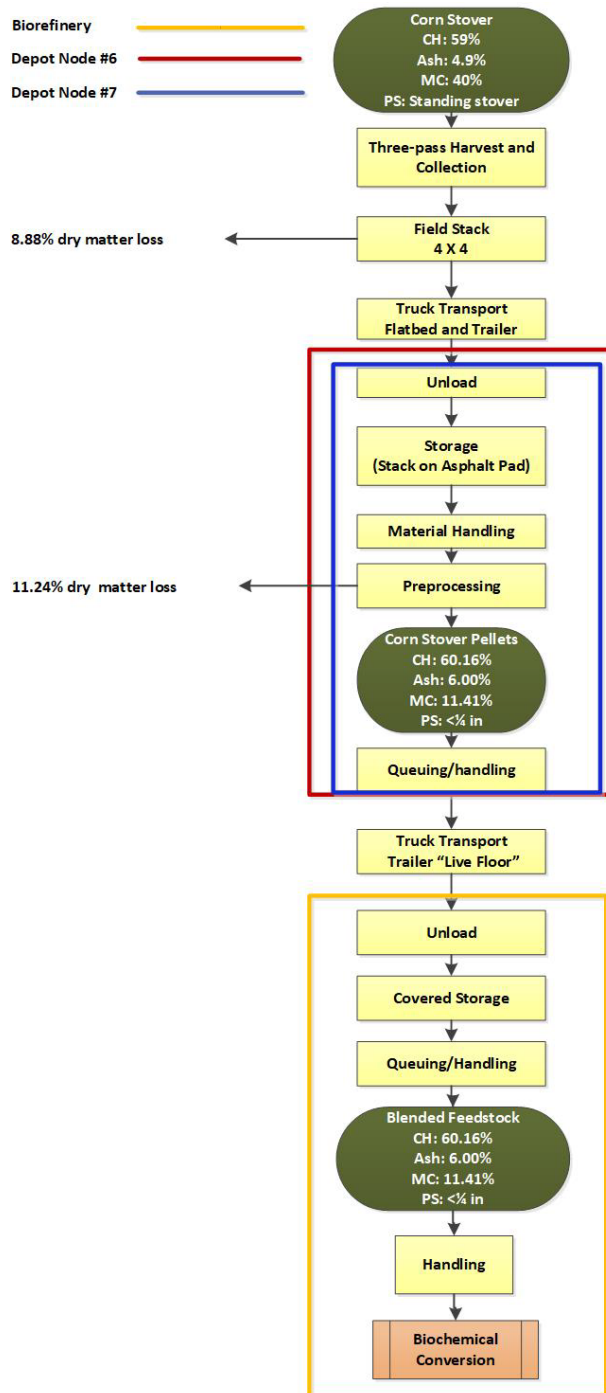 Biorefinery
Depot Node #6
Depot Node #7
Corn Stover
CH: 59%
Ash: 4.9%
MC: 40%
PS: Standing stover
Three-pass Harvest and
Collection
8.88% dry matter loss
Field Stack
4 X 4
Truck Transport
Flatbed and Trailer
Unload
Storage
(Stack on Asphalt Pad)
Material Handling
11.24% dry matter loss
Preprocessing
Corn Stover Pellets
CH: 60.16%
Ash: 6.00%
MC: 11.41%
PS: <¼ in
Queuing/handling
Truck Transport
Trailer “Live Floor”
Unload
Covered Storage
Queuing/Handling
Blended Feedstock
CH: 60.16%
Ash: 6.00%
MC: 11.41%
PS: <¼ in
Handling
Biochemical
Conversion